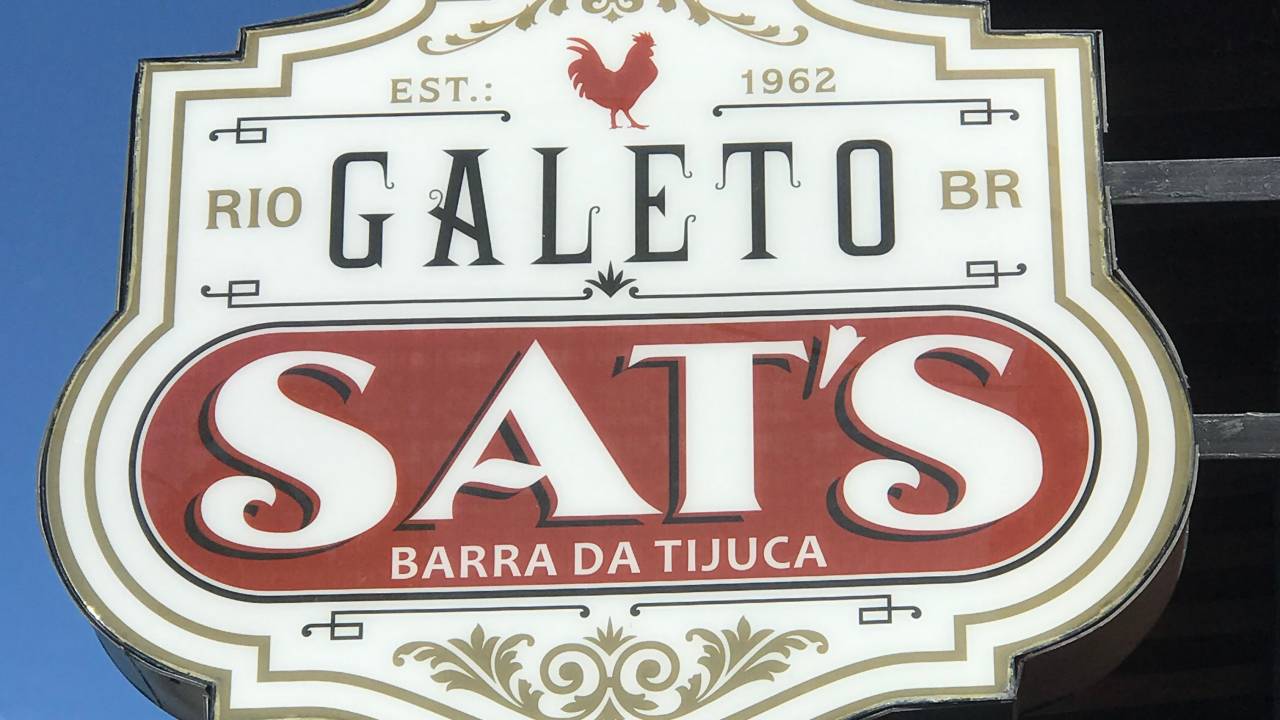 EST.: 1962
RIO GALETO BR
SAT'S
BARRA DA TIJUCA